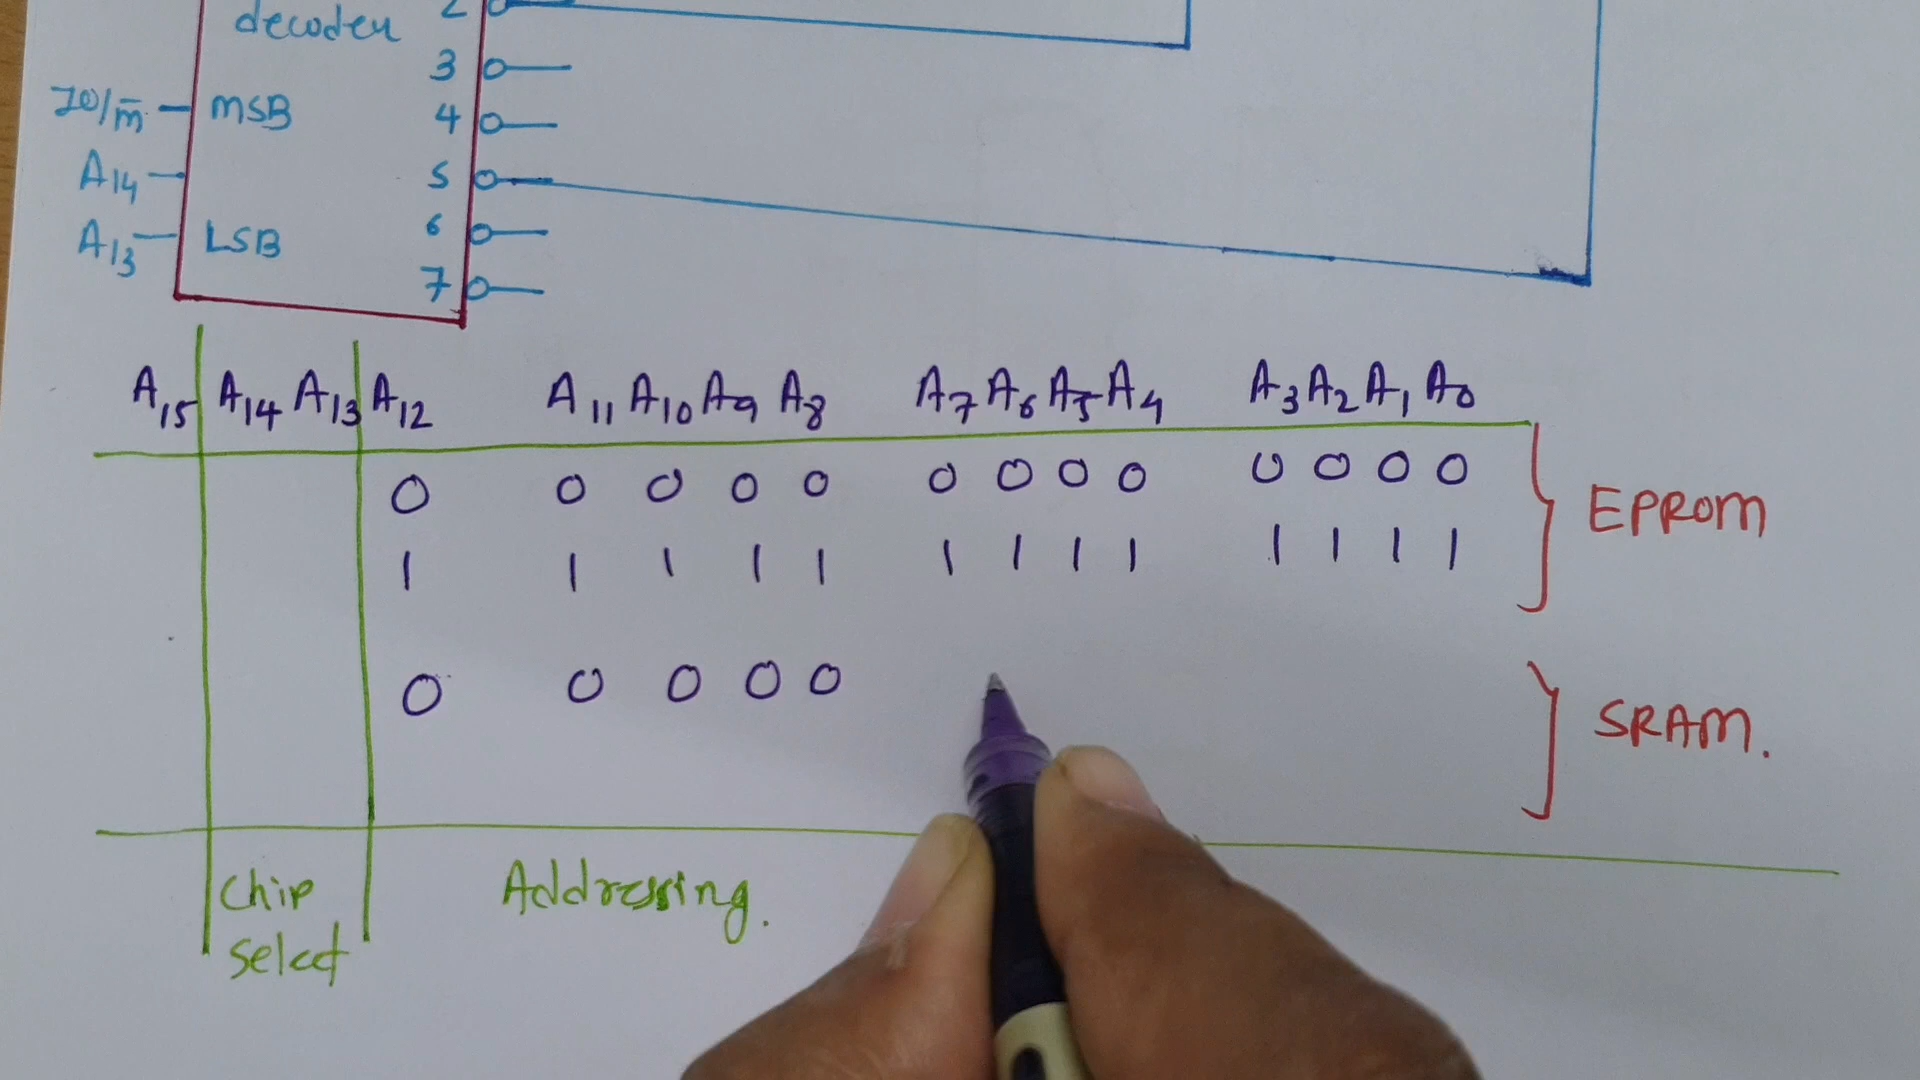 decoder 2
3
IO/m̅ MSB 4
A14 5
A13 LSB 6
7
A15 A14 A13 A12 A11 A10 A9 A8 A7 A6 A5 A4 A3 A2 A1 A0
0 0 0 0 0 0 0 0 0 0 0 0 0
EPROM
1 1 1 1 1 1 1 1 1 1 1 1 1
0 0 0 0 0
SRAM.
Chip Addressing.
Select